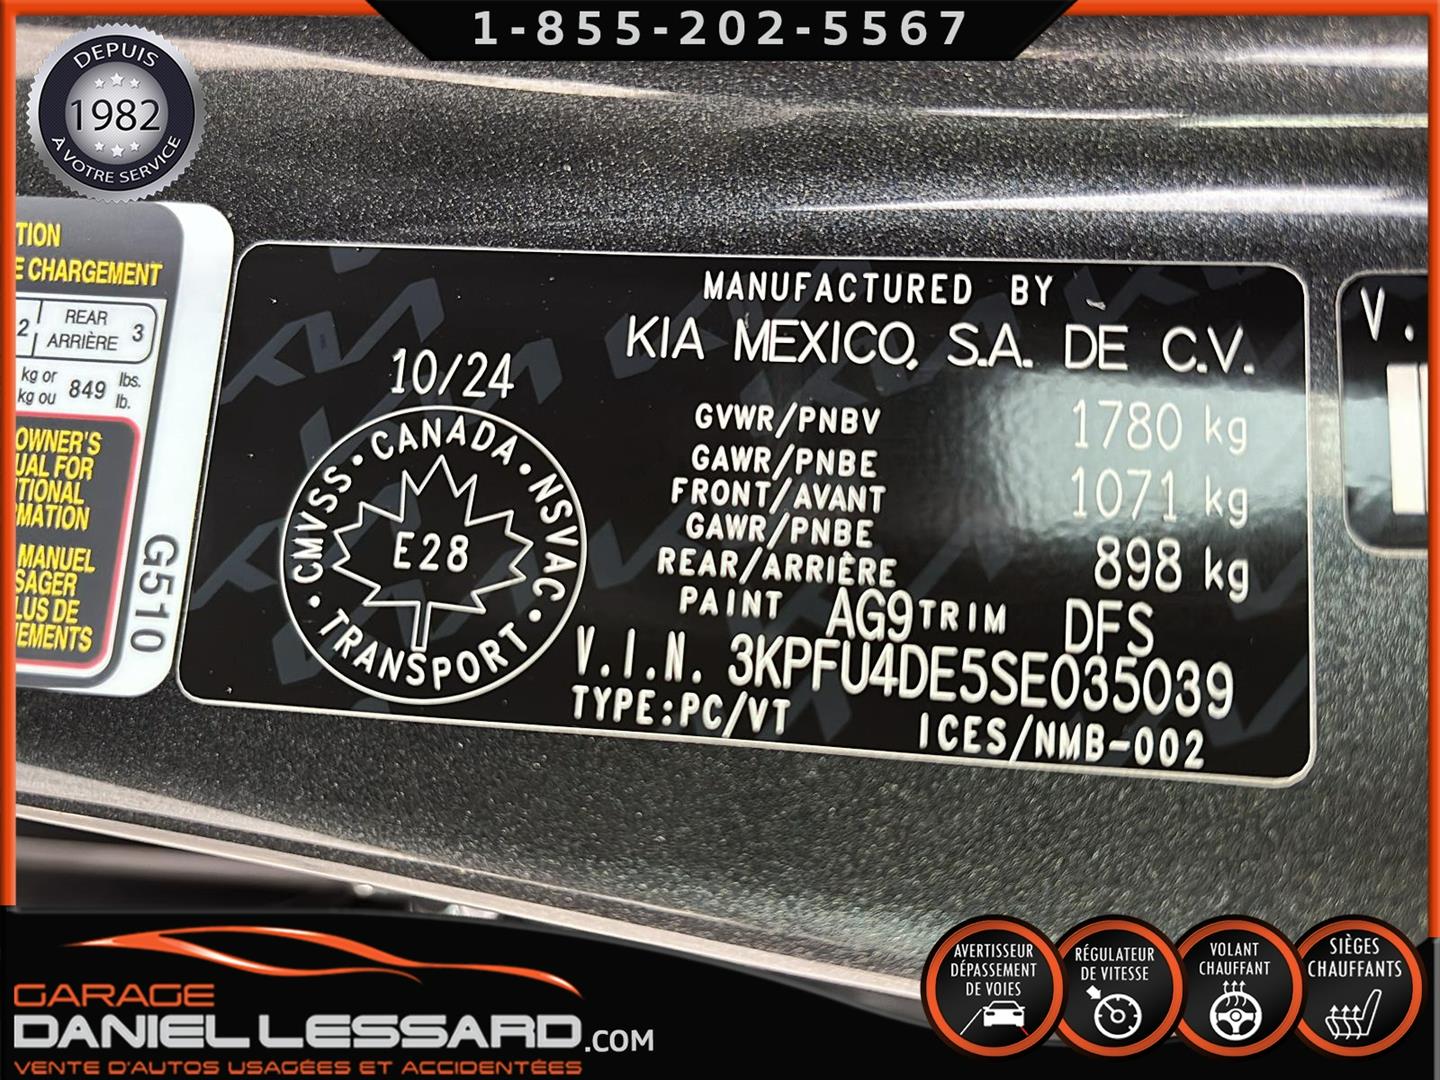 1-855-202-5567
DEPUIS
1982
À VOTRE SERVICE
TION
E CHARGEMENT
2 REAR ARRIÈRE 3
kg or
kg ou 849 lbs. lb.
OWNER'S
UAL FOR
TIONAL
MATION
MANUEL
SAGER
LUS DE
EMENTS
G510
MANUFACTURED BY
KIA MEXICO, S.A. DE C.V.
10/24
CMVSS • CANADA • NSVAC • TRANSPORT •
E28
GVWR/PNBV 1780 kg
GAWR/PNBE
FRONT/AVANT 1071 kg
GAWR/PNBE
REAR/ARRIÈRE 898 kg
PAINT AG9 TRIM DFS
V.I.N. 3KPFU4DE5SE035039
TYPE:PC/VT ICES/NMB-002
V.
GARAGE
DANIEL LESSARD.COM
VENTE D'AUTOS USAGÉES ET ACCIDENTÉES
AVERTISSEUR
DÉPASSEMENT
DE VOIES
RÉGULATEUR
DE VITESSE
VOLANT
CHAUFFANT
SIÈGES
CHAUFFANTS